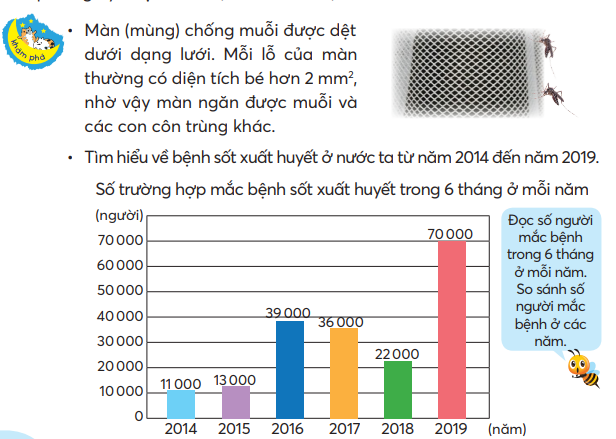 Khám phá
• Màn (mùng) chống muỗi được dệt
dưới dạng lưới. Mỗi lỗ của màn
thường có diện tích bé hơn 2 mm²,
nhờ vậy màn ngăn được muỗi và
các con côn trùng khác.
• Tìm hiểu về bệnh sốt xuất huyết ở nước ta từ năm 2014 đến năm 2019.
Số trường hợp mắc bệnh sốt xuất huyết trong 6 tháng ở mỗi năm
(người)
70 000
60 000
50 000
40 000
30 000
20 000
10 000
0
11 000
13 000
39 000
36 000
22 000
70 000
2014 2015 2016 2017 2018 2019 (năm)
Đọc số người
mắc bệnh
trong 6 tháng
ở mỗi năm.
So sánh số
người mắc
bệnh ở các
năm.